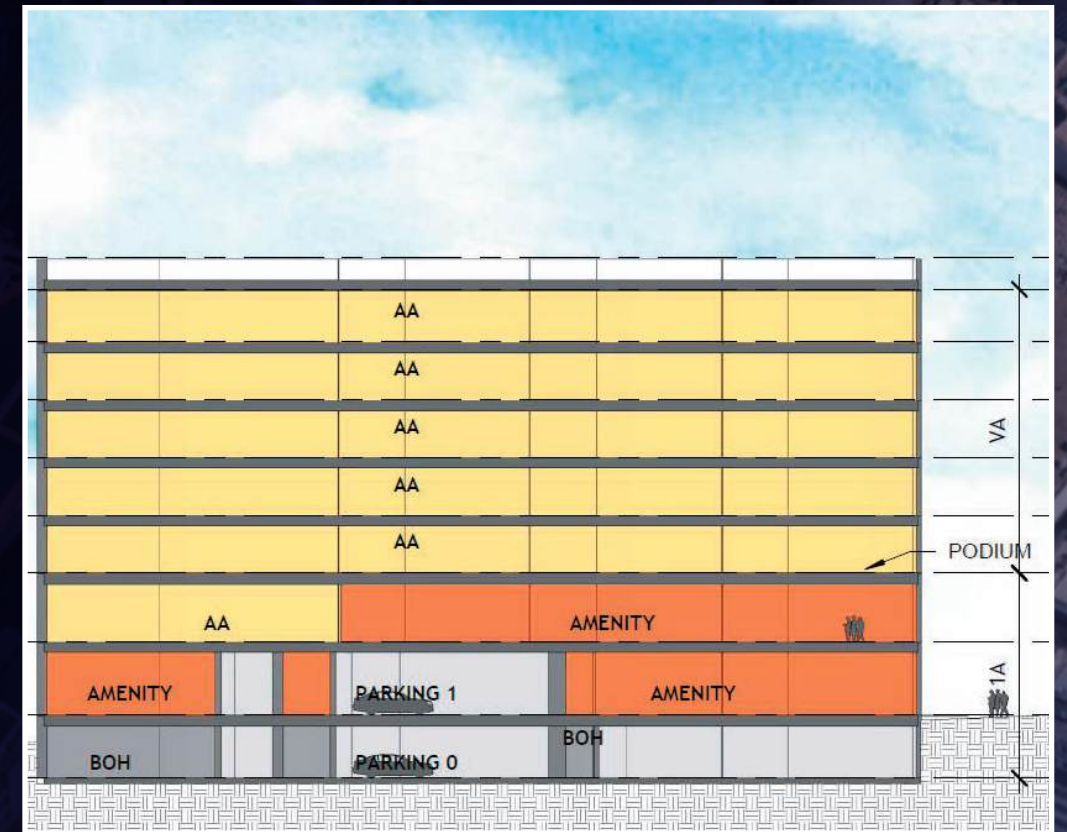 AA
AA
AA
AA
VA
AA
PODIUM
AA
AMENITY
AMENITY
PARKING 1
AMENITY
1A
BOH
PARKING 0
BOH